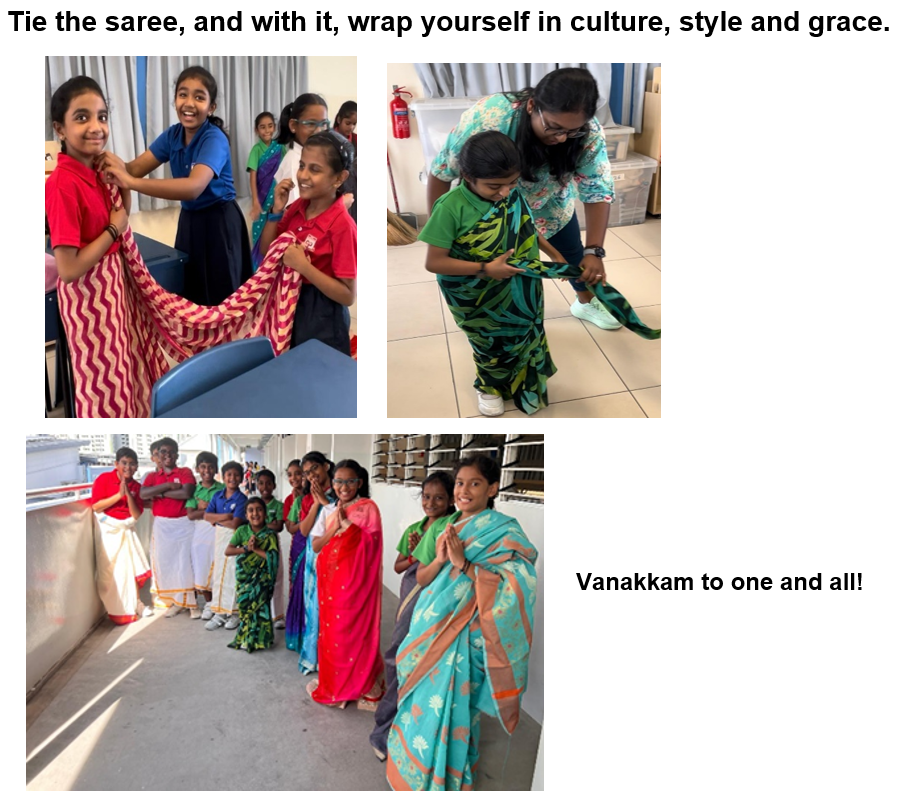 Tie the saree, and with it, wrap yourself in culture, style and grace.
Vanakkam to one and all!